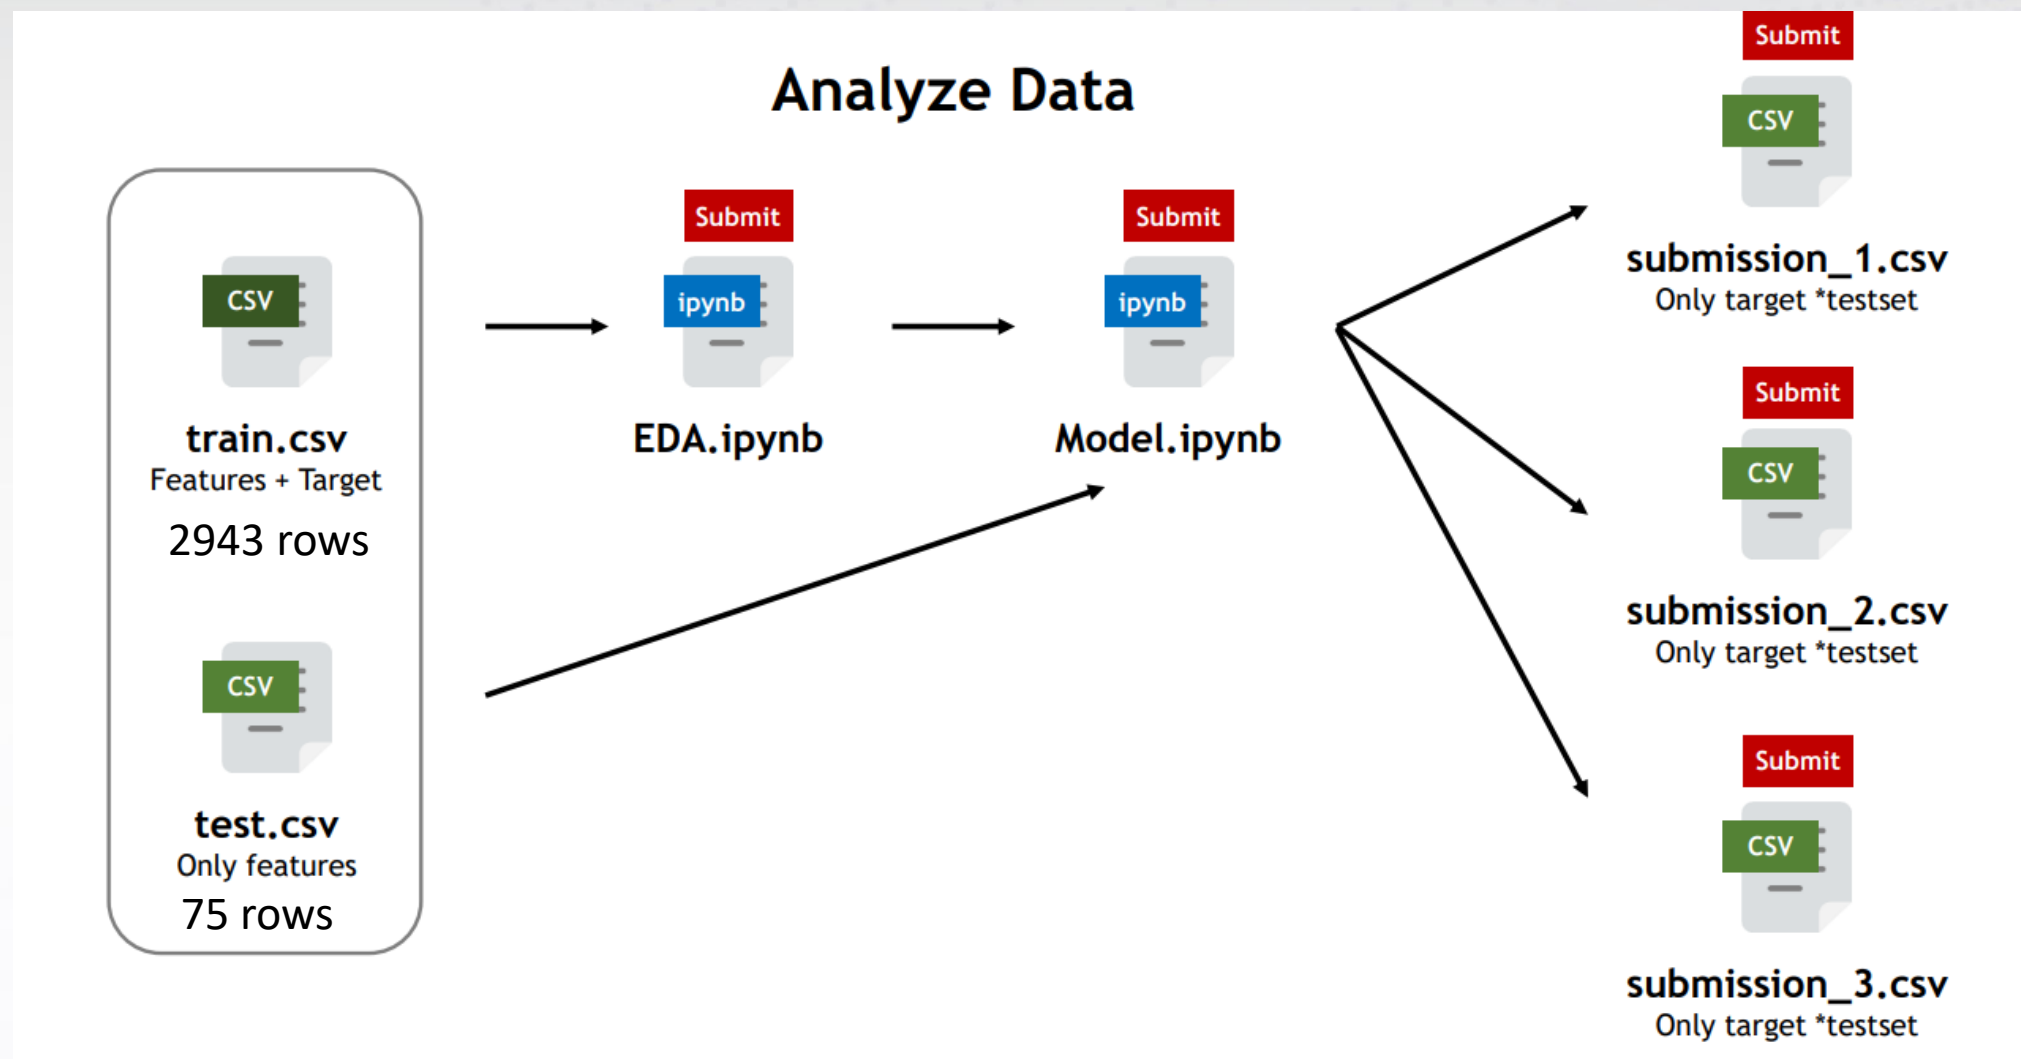 Analyze Data
CSV
train.csv
Features + Target
2943 rows
CSV
test.csv
Only features
75 rows
Submit
ipynb
EDA.ipynb
Submit
ipynb
Model.ipynb
Submit
CSV
submission_1.csv
Only target *testset
Submit
CSV
submission_2.csv
Only target *testset
Submit
CSV
submission_3.csv
Only target *testset